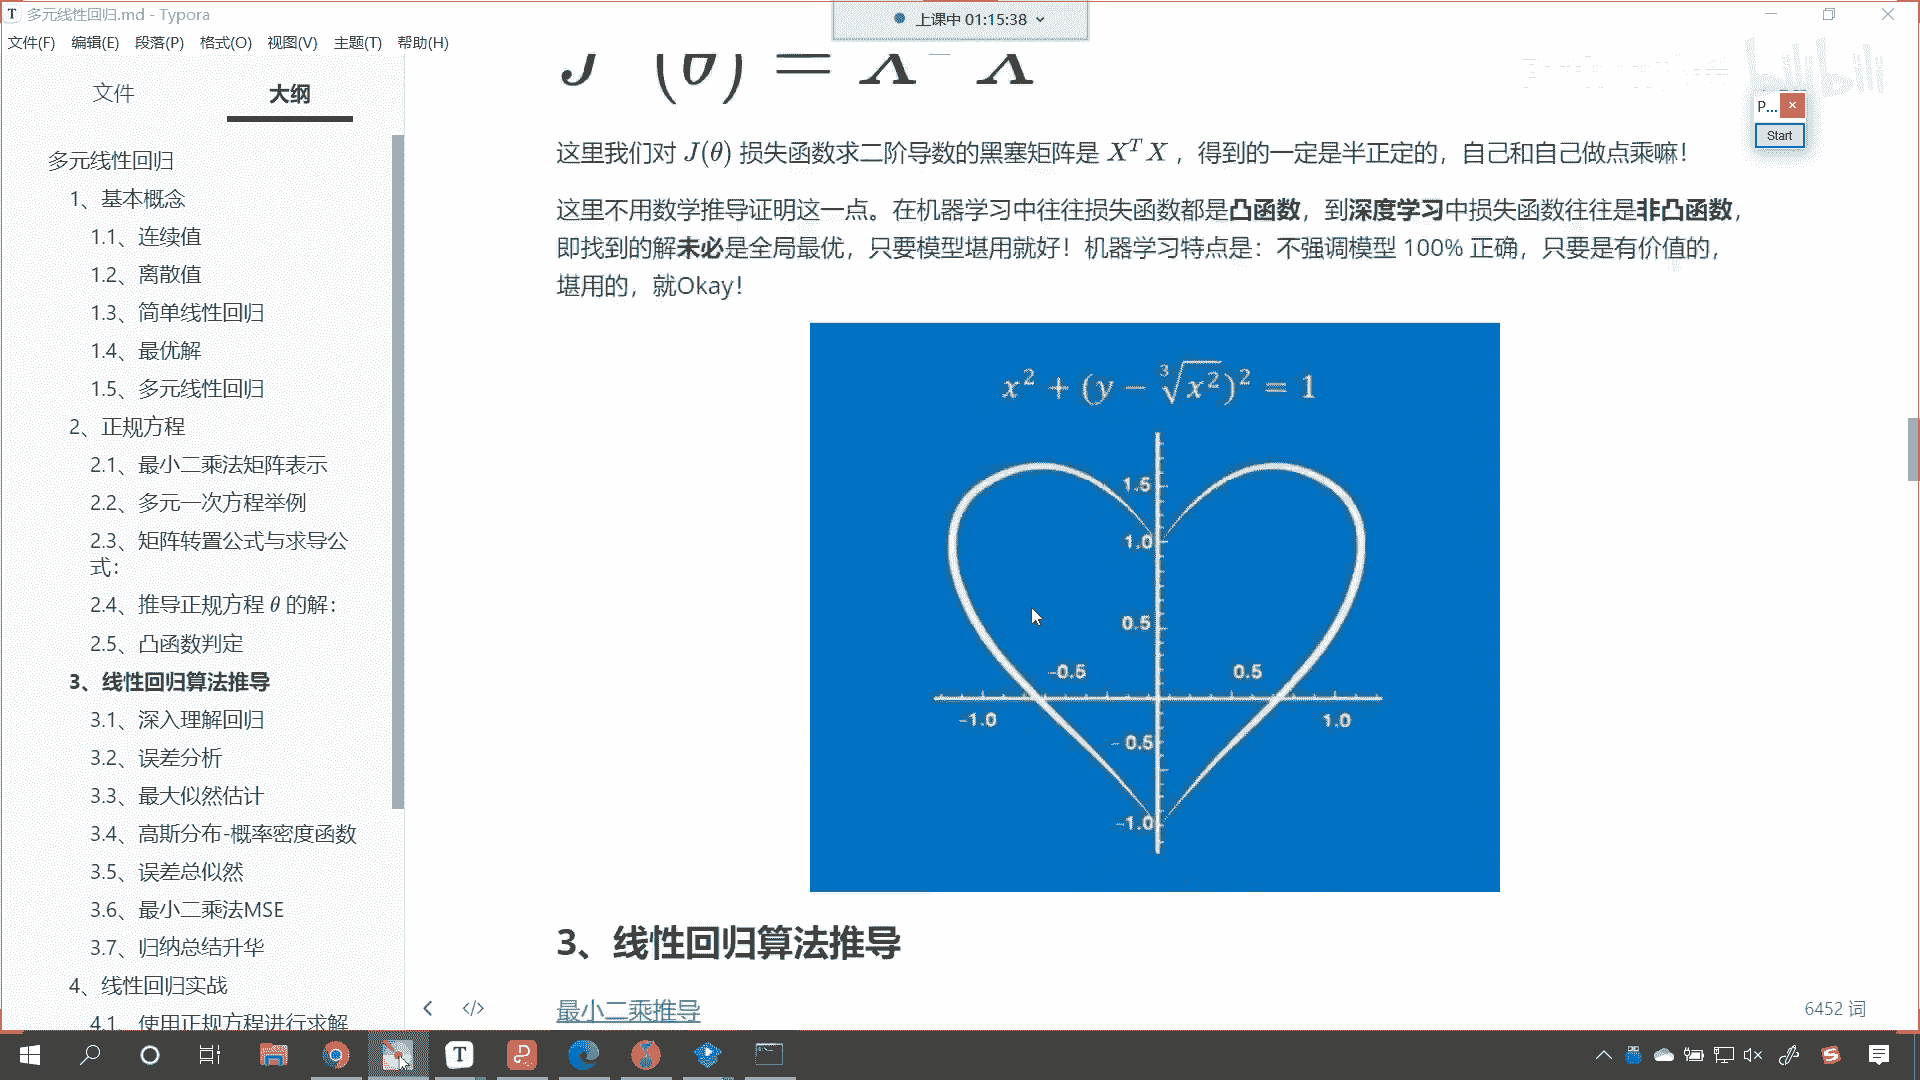 多元线性回归.md - Typora
上课中 01:15:38
文件(F) 编辑(E) 段落(P) 格式(O) 视图(V) 主题(T) 帮助(H)
文件 大纲
多元线性回归
1、基本概念
1.1、连续值
1.2、离散值
1.3、简单线性回归
1.4、最优解
1.5、多元线性回归
2、正规方程
2.1、最小二乘法矩阵表示
2.2、多元一次方程举例
2.3、矩阵转置公式与求导公
式：
2.4、推导正规方程 θ 的解：
2.5、凸函数判定
3、线性回归算法推导
3.1、深入理解回归
3.2、误差分析
3.3、最大似然估计
3.4、高斯分布-概率密度函数
3.5、误差总似然
3.6、最小二乘法MSE
3.7、归纳总结升华
4、线性回归实战
4.1、使用正规方程进行求解
bilibili
P...
Start
这里我们对 J(θ) 损失函数求二阶导数的黑塞矩阵是 X^T X ，得到的一定是半正定的，自己和自己做点乘嘛！
这里不用数学推导证明这一点。在机器学习中往往损失函数都是凸函数，到深度学习中损失函数往往是非凸函数，
即找到的解未必是全局最优，只要模型堪用就好！机器学习特点是：不强调模型 100% 正确，只要是有价值的，
堪用的，就Okay！
x² + (y − ∛x²)² = 1
1.5
1.0
0.5
-0.5 0.5
-1.0 1.0
-0.5
-1.0
3、线性回归算法推导
最小二乘推导
6452 词